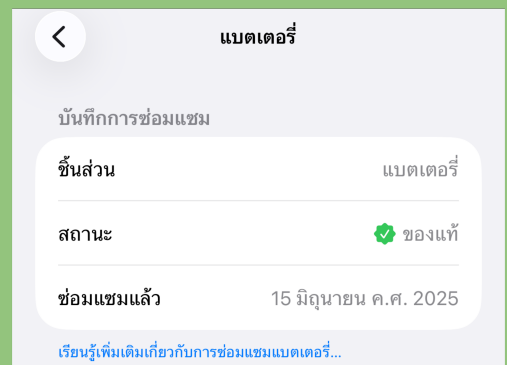 แบตเตอรี่
บันทึกการซ่อมแซม
ชิ้นส่วน แบตเตอรี่
สถานะ ของแท้
ซ่อมแซมแล้ว 15 มิถุนายน ค.ศ. 2025
เรียนรู้เพิ่มเติมเกี่ยวกับการซ่อมแซมแบตเตอรี่...